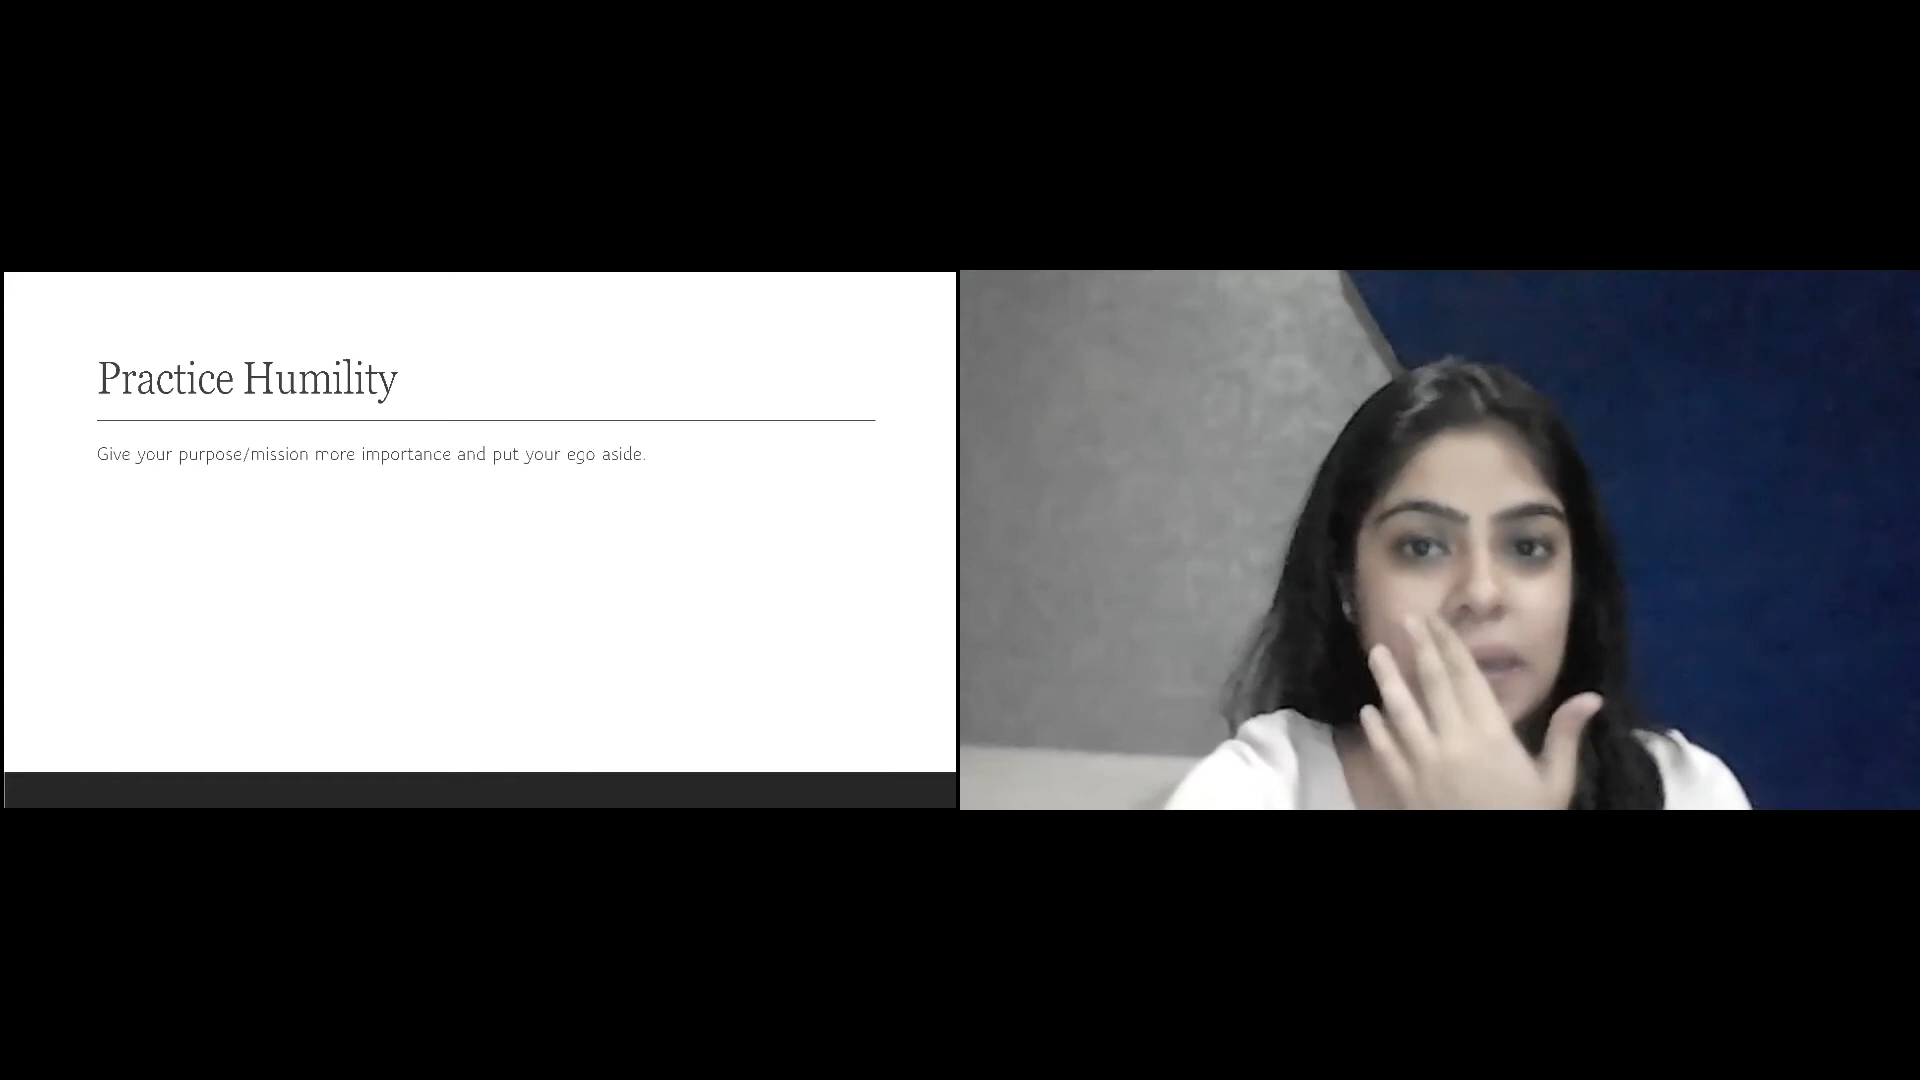 Practice Humility
Give your purpose/mission more importance and put your ego aside.